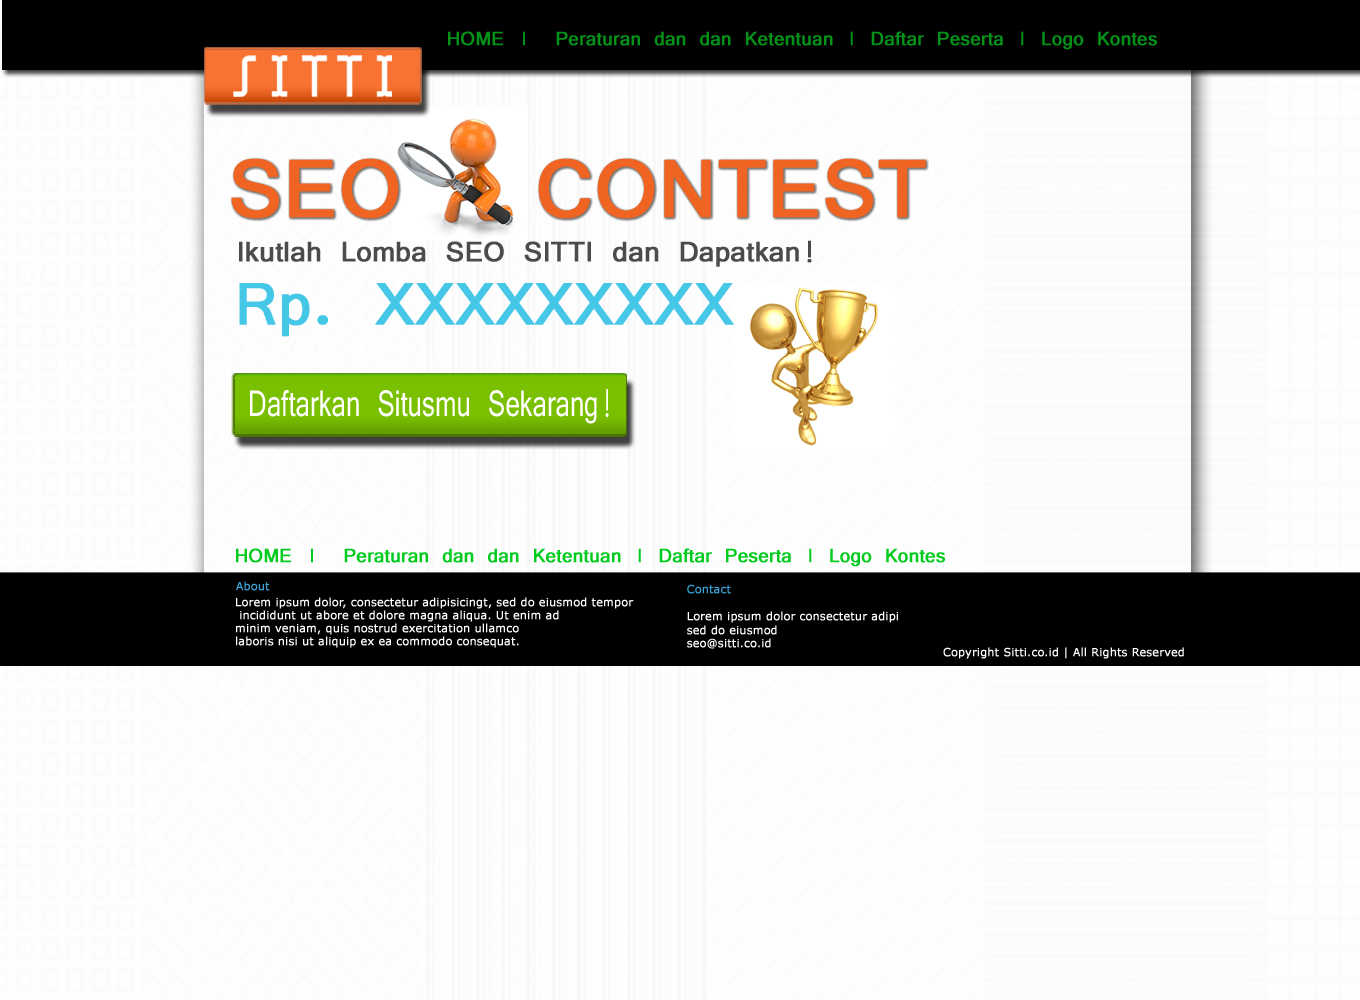 HOME | Peraturan dan dan Ketentuan | Daftar Peserta | Logo Kontes
SITTI
SEO CONTEST
Ikutlah Lomba SEO SITTI dan Dapatkan!
Rp. XXXXXXXXX
Daftarkan Situsmu Sekarang!
HOME | Peraturan dan dan Ketentuan | Daftar Peserta | Logo Kontes
About
Lorem ipsum dolor, consectetur adipisicingt, sed do eiusmod tempor
incididunt ut abore et dolore magna aliqua. Ut enim ad
minim veniam, quis nostrud exercitation ullamco
laboris nisi ut aliquip ex ea commodo consequat.
Contact
Lorem ipsum dolor consectetur adipi
sed do eiusmod
seo@sitti.co.id
Copyright Sitti.co.id | All Rights Reserved